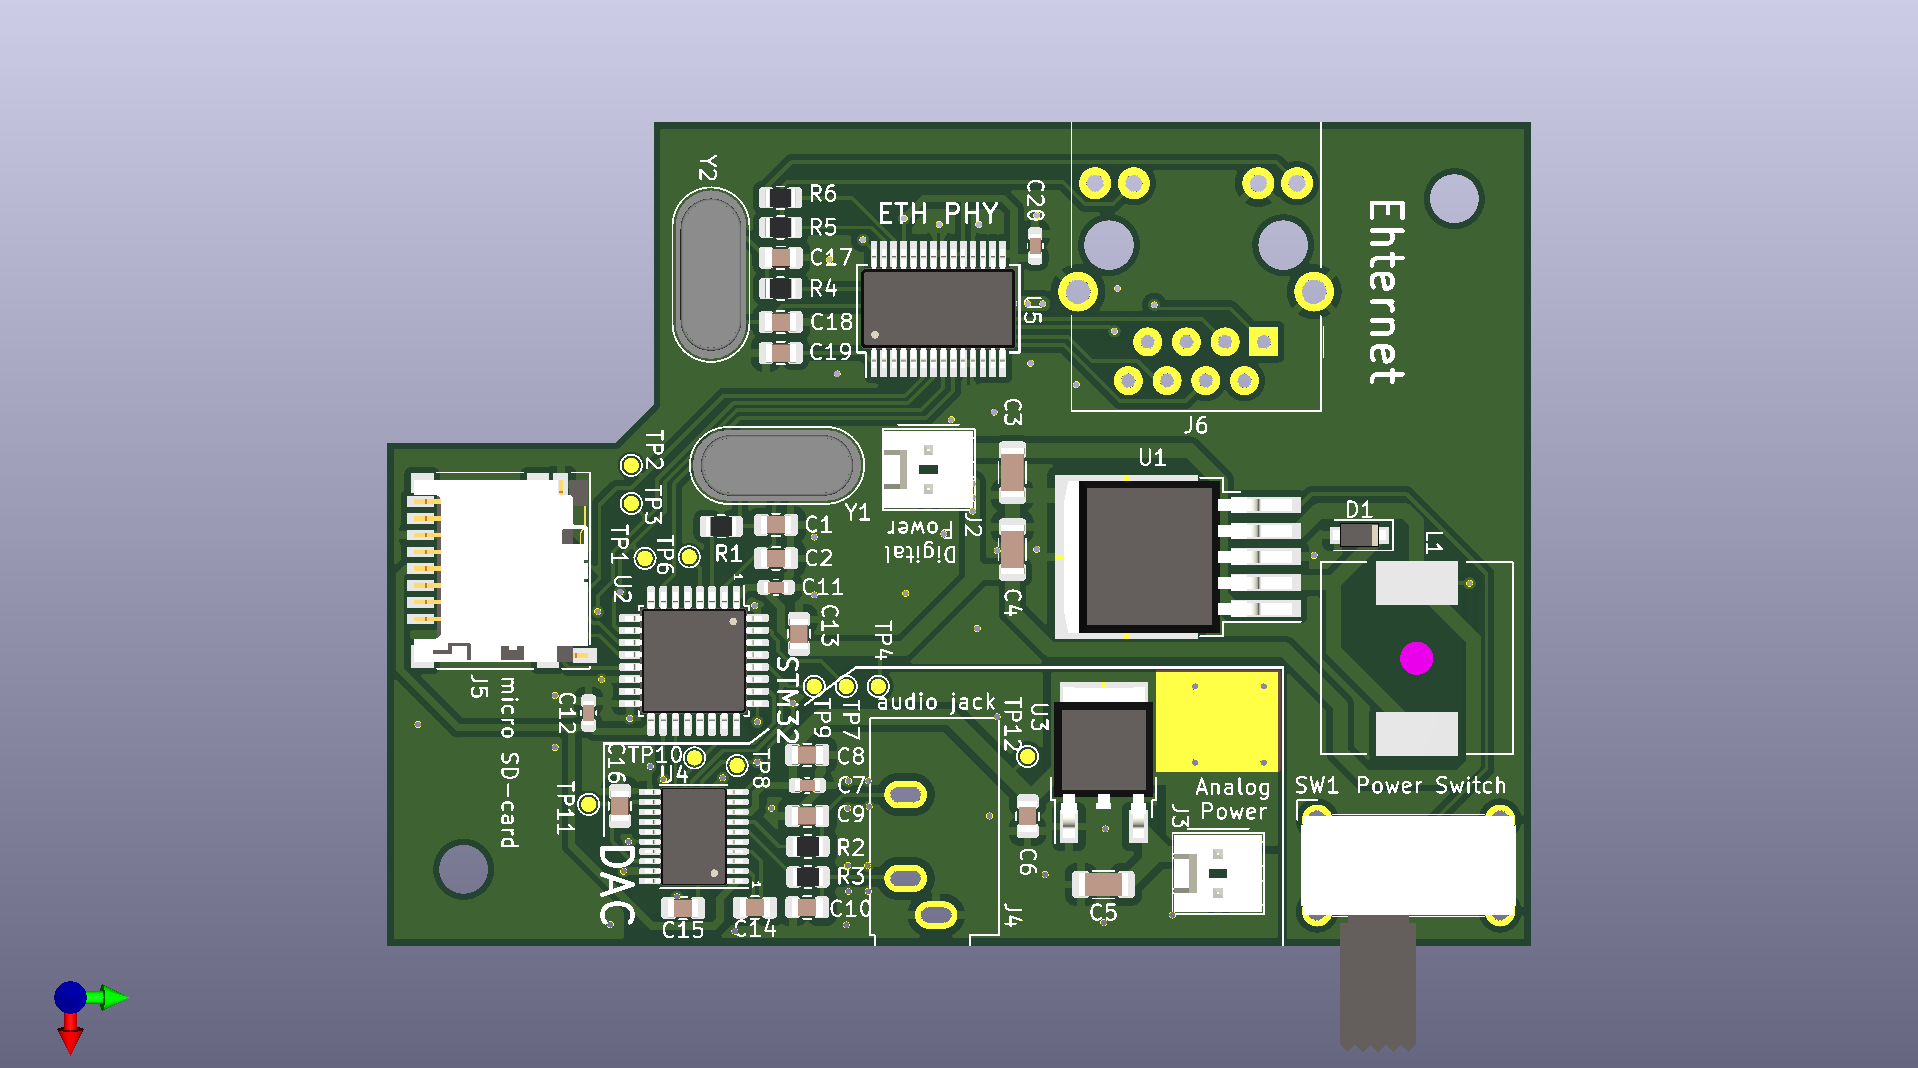 Y2
R6
R5
C17
R4
C18
C19
ETH PHY
C20
U5
Ehternet
J6
C3
U1
TP2
TP3
TP1
TP6
U2
Y1
J2
Digital
Power
R1
C1
C2
C11
C13
1
C4
D1
L1
TP4
STM32
TP9
TP7
audio jack
TP12
U3
J5
micro SD-card
C12
C16
TP10
U4
TP8
TP11
C8
C7
C9
R2
R3
C10
DAC
1
C15
C14
J4
C6
C5
Analog
Power
J3
SW1
Power Switch